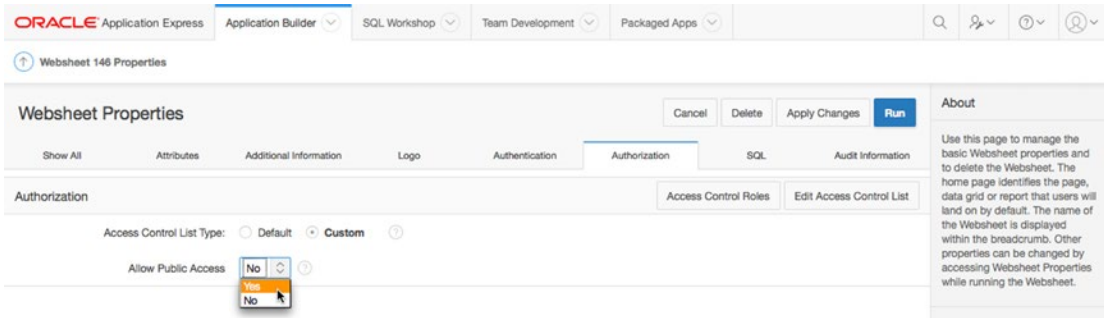 ORACLE Application Express Application Builder SQL Workshop Team Development Packaged Apps
Websheet 146 Properties
Websheet Properties
Cancel Delete Apply Changes Run
Show All Attributes Additional Information Logo Authentication Authorization SQL Audit Information
Authorization
Access Control Roles Edit Access Control List
Access Control List Type: Default Custom
Allow Public Access No
Yes
No
About
Use this page to manage the
basic Websheet properties and
to delete the Websheet. The
home page identifies the page,
data grid or report that users will
land on by default. The name of
the Websheet is displayed
within the breadcrumb. Other
properties can be changed by
accessing Websheet Properties
while running the Websheet.